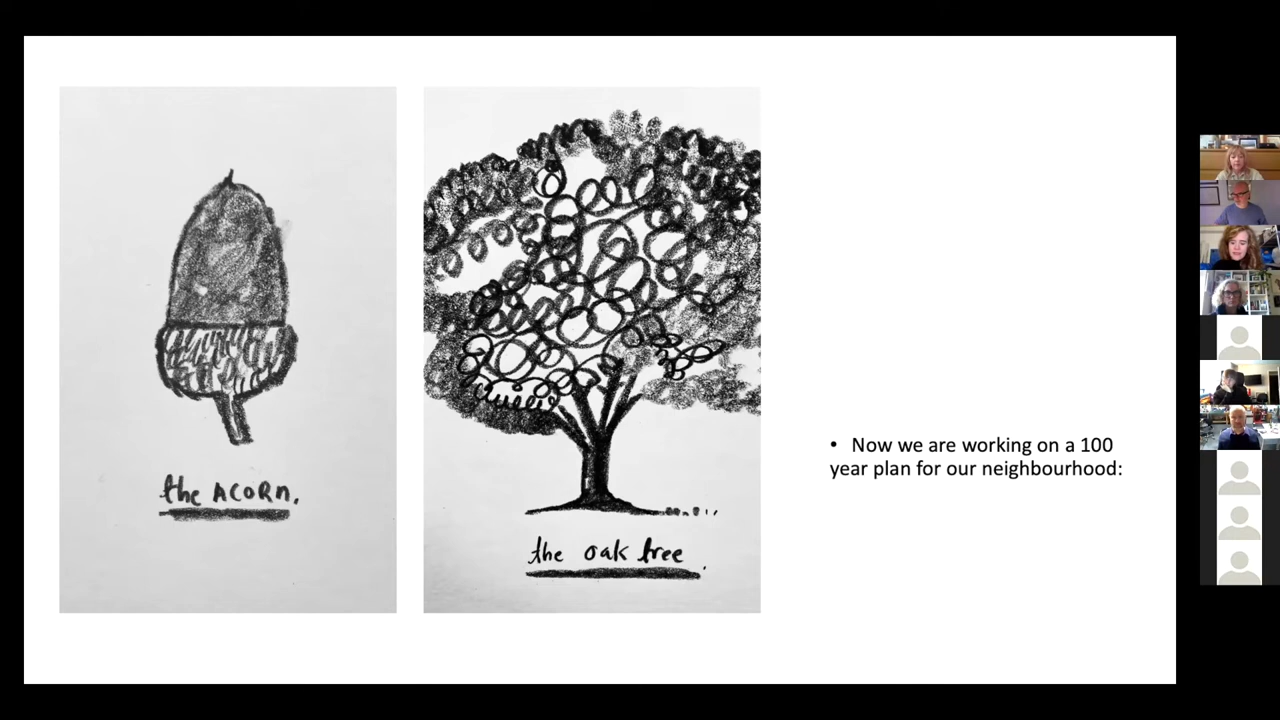 the ACORN.
the oak tree.
• Now we are working on a 100
year plan for our neighbourhood: